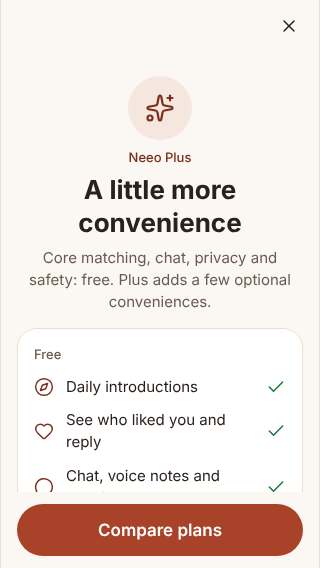 Neeo Plus
A little more
convenience
Core matching, chat, privacy and
safety: free. Plus adds a few optional
conveniences.
Free
Daily introductions
See who liked you and
reply
Chat, voice notes and
Compare plans